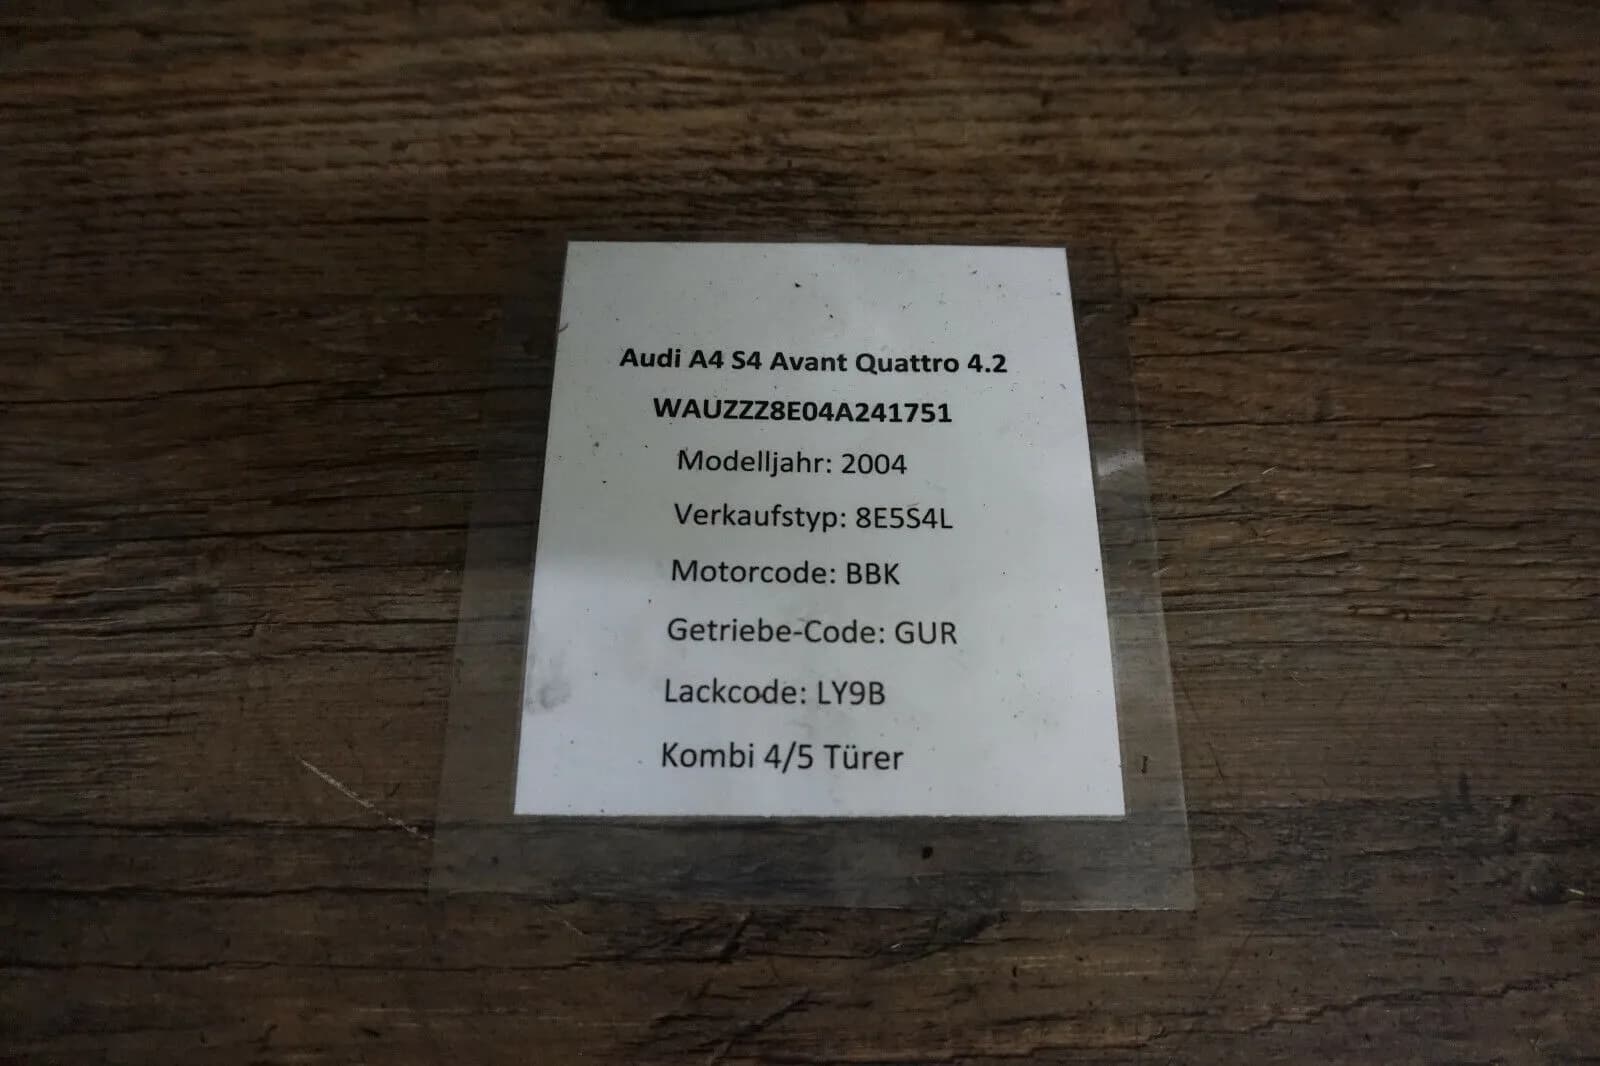 Audi A4 S4 Avant Quattro 4.2
WAUZZZ8E04A241751
Modelljahr: 2004
Verkaufstyp: 8E5S4L
Motorcode: BBK
Getriebe-Code: GUR
Lackcode: LY9B
Kombi 4/5 Türer